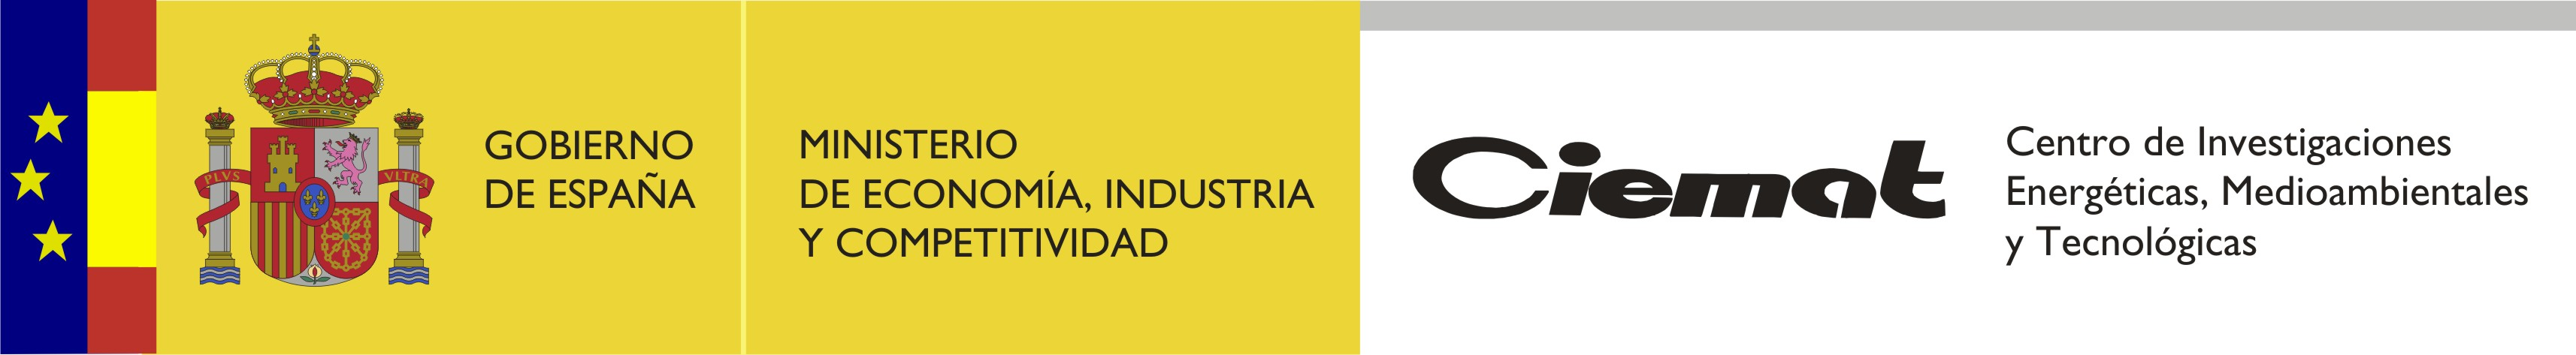 PLVS VLTRA
GOBIERNO
DE ESPAÑA
MINISTERIO
DE ECONOMÍA, INDUSTRIA
Y COMPETITIVIDAD
Ciemat
Centro de Investigaciones
Energéticas, Medioambientales
y Tecnológicas